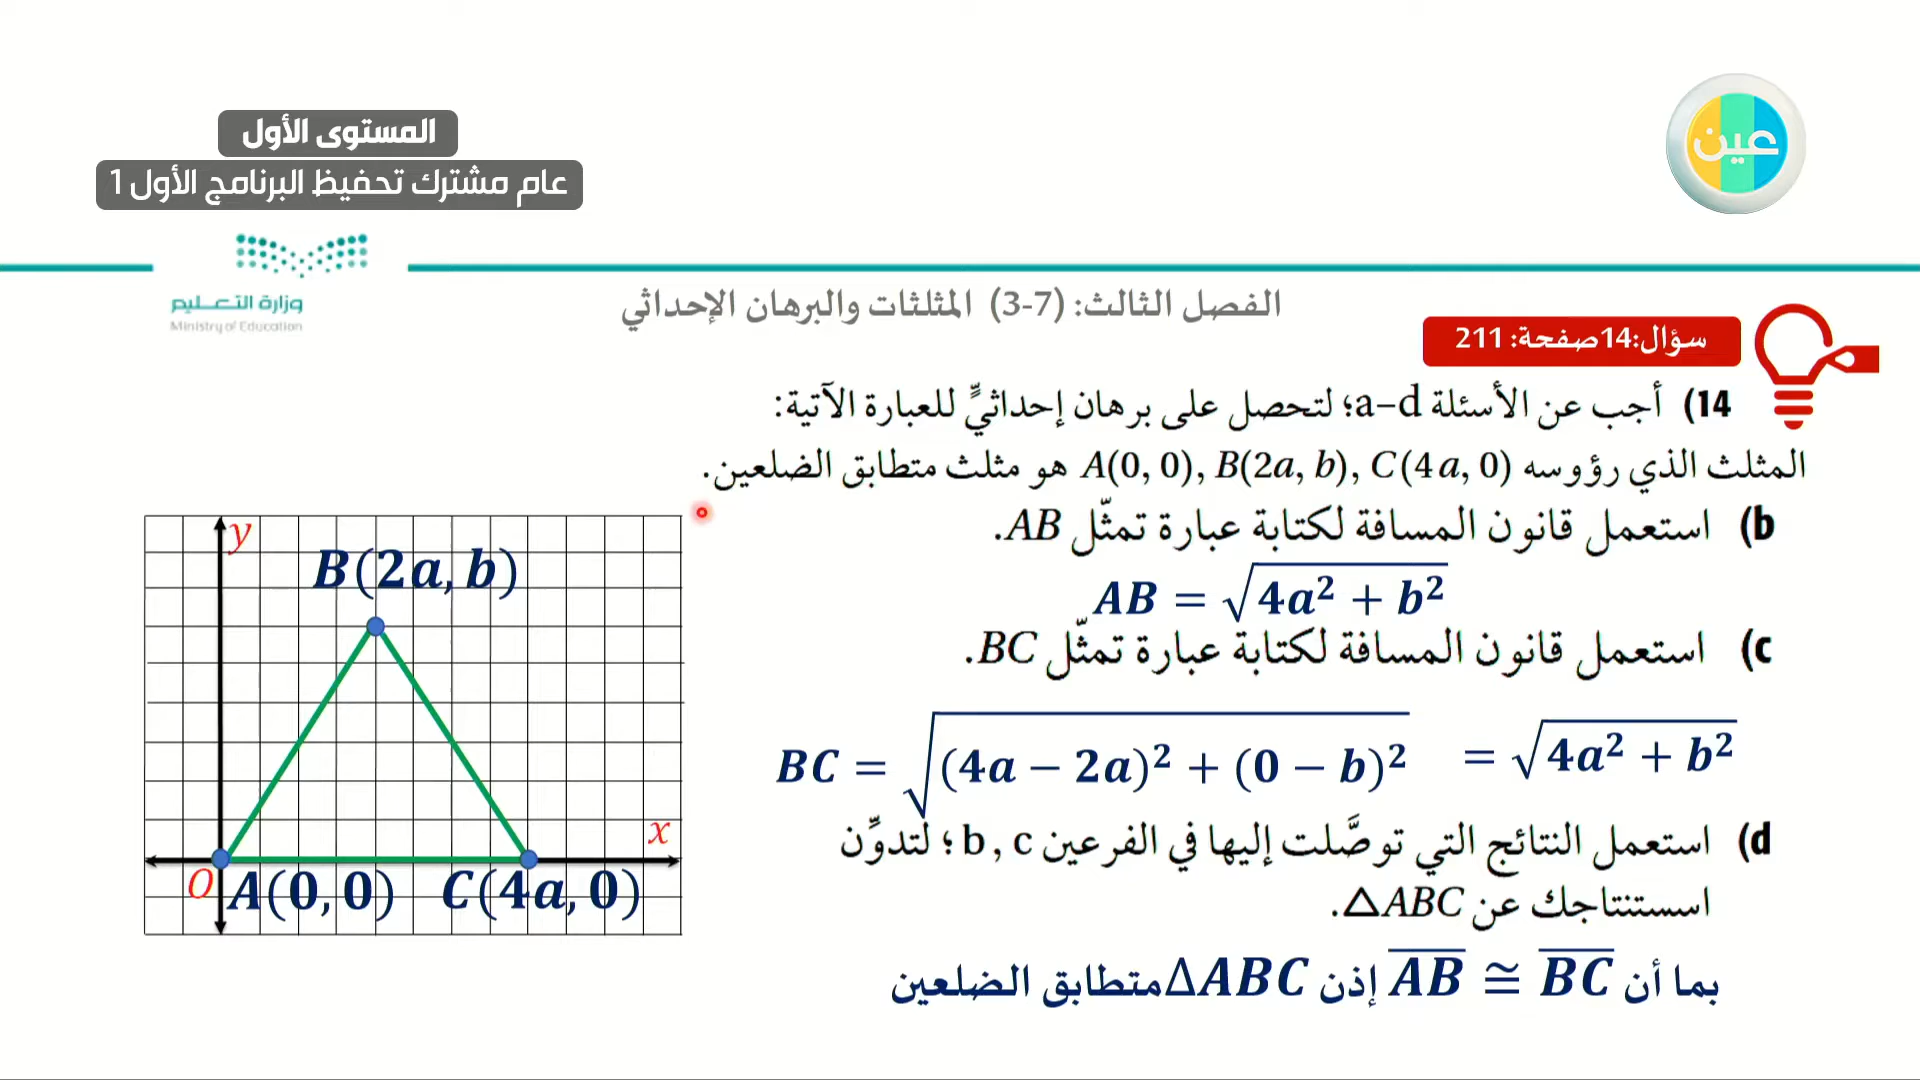 المستوى الأول
عام مشترك تحفيظ البرنامج الأول 1
عين
وزارة التعليم
Ministry of Education
الفصل الثالث: (7-3) المثلثات والبرهان الإحداثي
سؤال:14صفحة: 211
14) أجب عن الأسئلة a–d؛ لتحصل على برهان إحداثيٍّ للعبارة الآتية:
المثلث الذي رؤوسه A(0, 0), B(2a, b), C(4a, 0) هو مثلث متطابق الضلعين.
b) استعمل قانون المسافة لكتابة عبارة تمثّل AB.
AB = √(4a² + b²)
c) استعمل قانون المسافة لكتابة عبارة تمثّل BC.
BC = √((4a − 2a)² + (0 − b)²) = √(4a² + b²)
d) استعمل النتائج التي توصَّلت إليها في الفرعين b , c ؛ لتدوِّن
اسستنتاجك عن △ABC.
بما أن A͞B ≅ B͞C إذن ΔABC متطابق الضلعين
y
B(2a, b)
x
O
A(0, 0)
C(4a, 0)